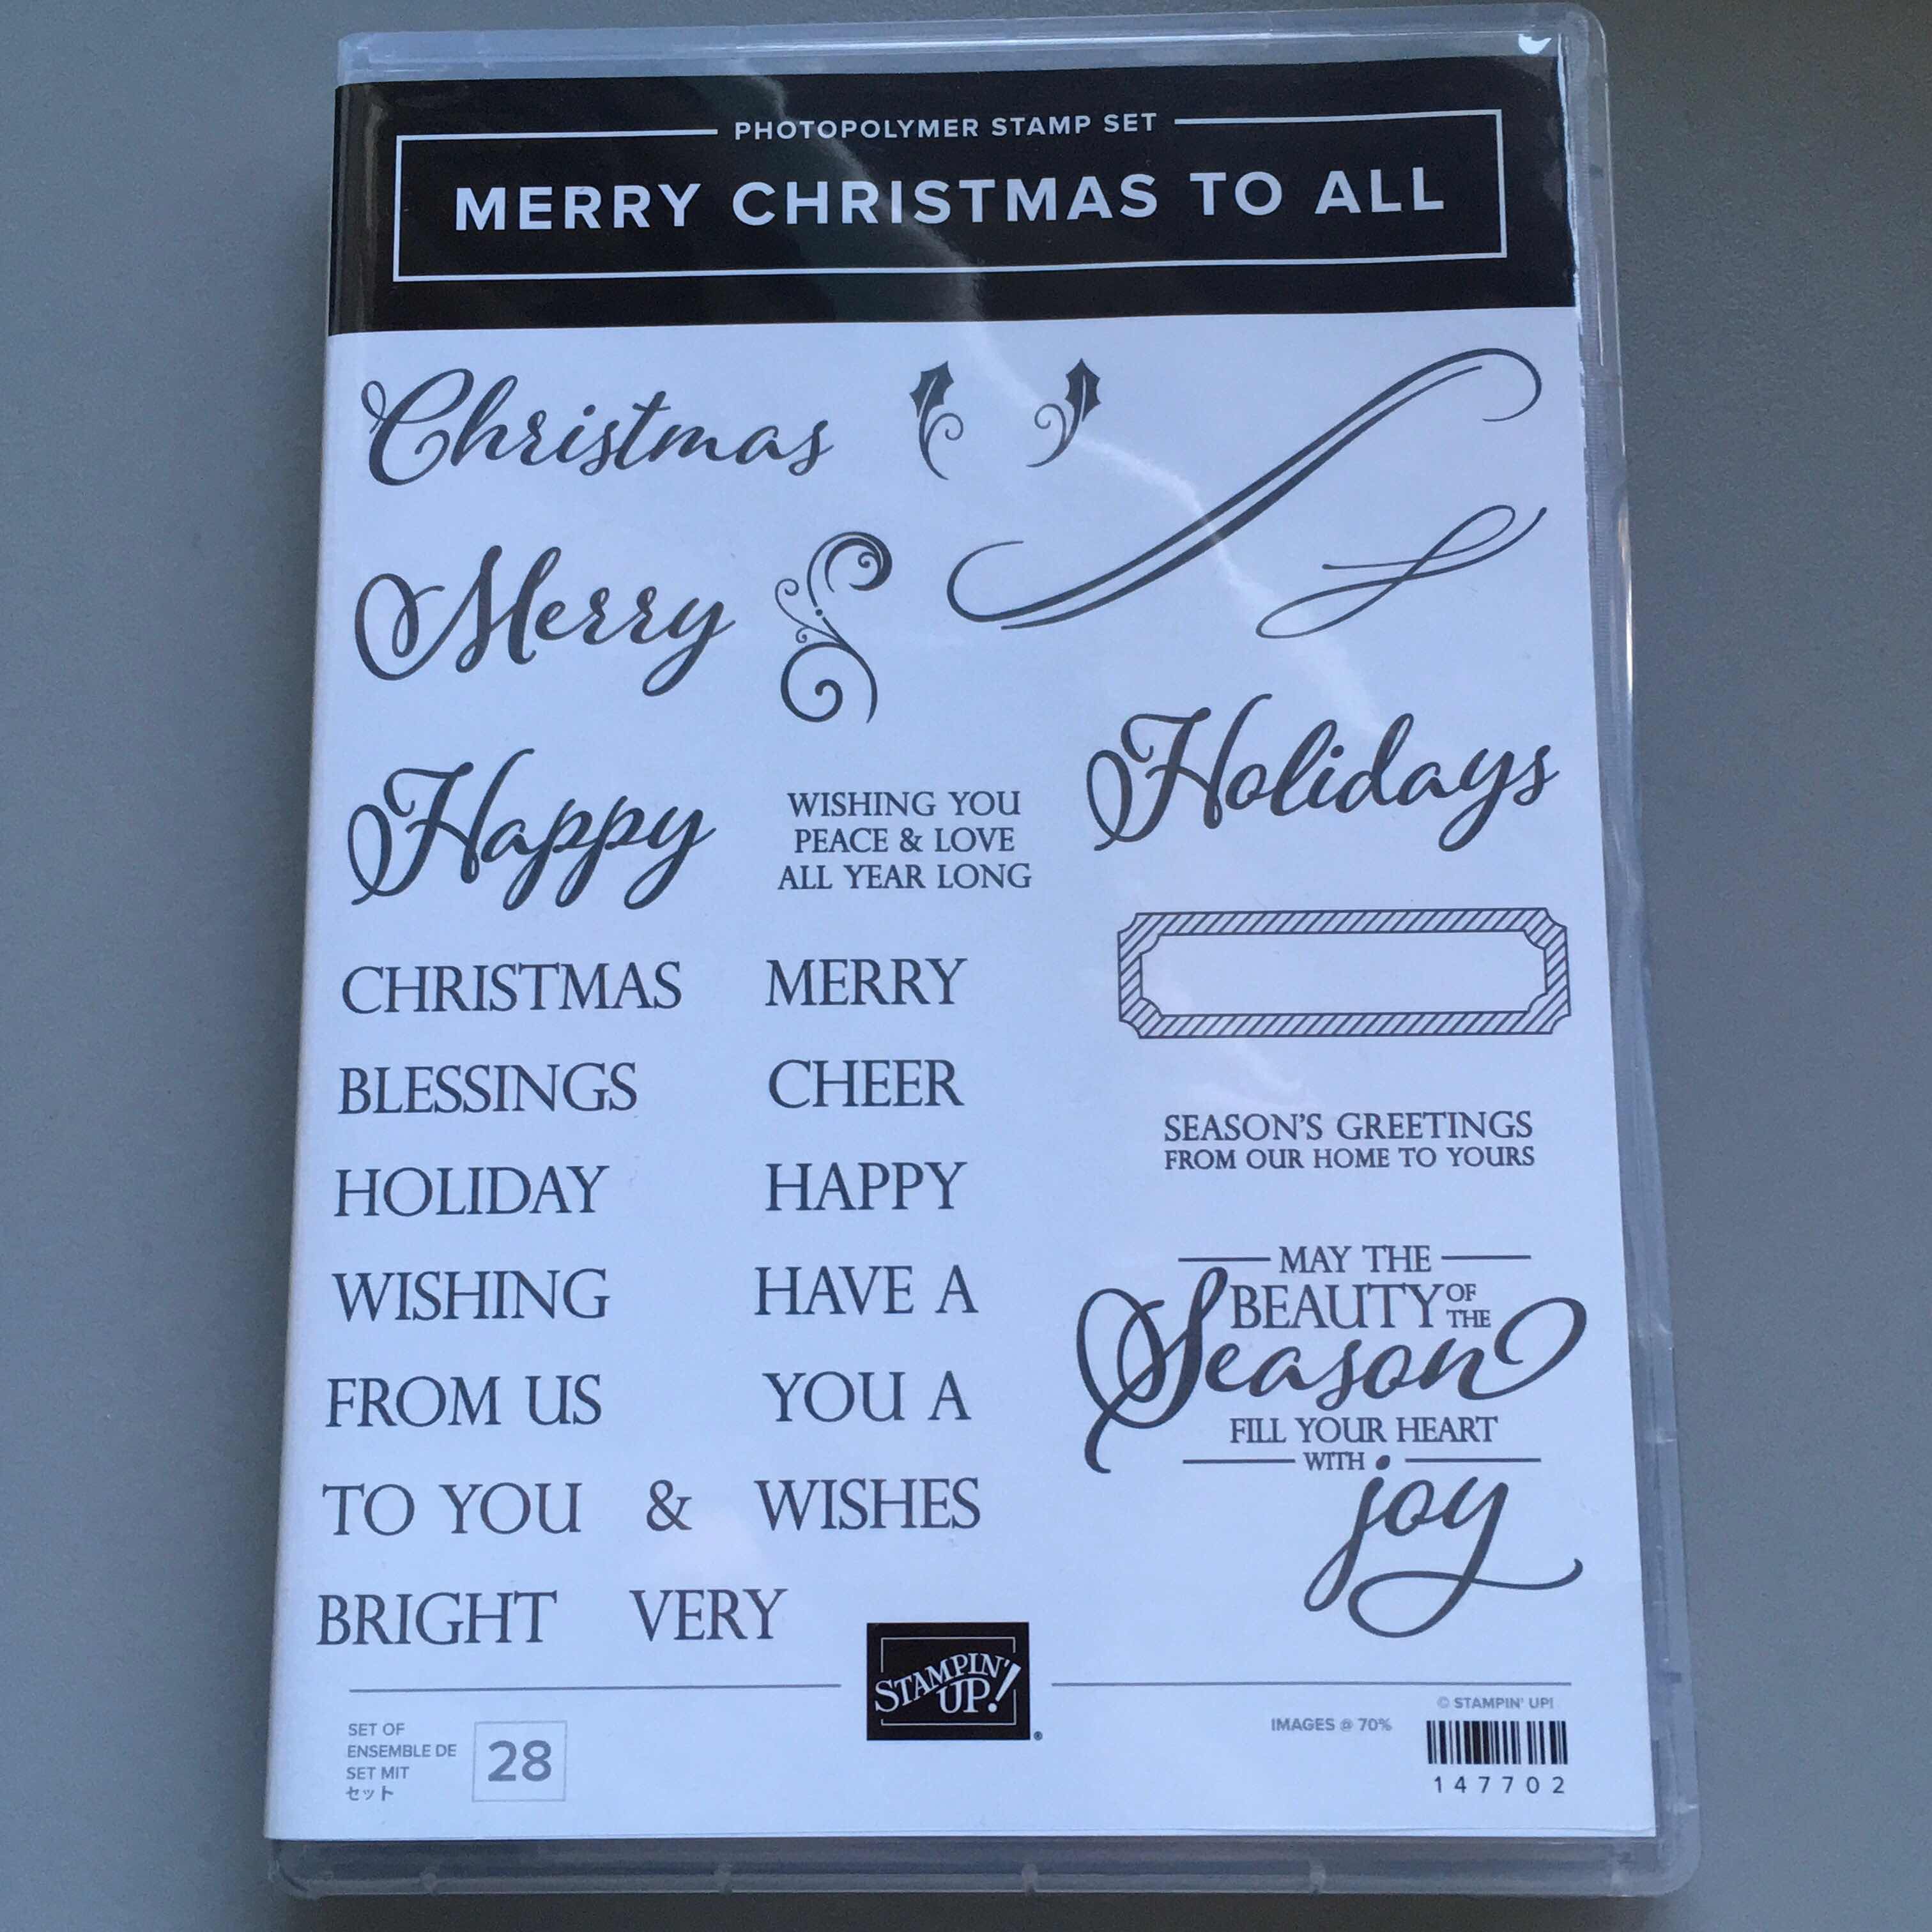 PHOTOPOLYMER STAMP SET
MERRY CHRISTMAS TO ALL
Christmas
Merry
Happy
WISHING YOU
PEACE & LOVE
ALL YEAR LONG
Holidays
CHRISTMAS MERRY
BLESSINGS CHEER
HOLIDAY HAPPY
WISHING HAVE A
FROM US YOU A
TO YOU & WISHES
BRIGHT VERY
SEASON'S GREETINGS
FROM OUR HOME TO YOURS
MAY THE
BEAUTY OF THE
Season
FILL YOUR HEART
WITH
joy
STAMPIN' UP!®
SET OF
ENSEMBLE DE
SET MIT
セット
28
IMAGES @ 70%
© STAMPIN' UP!
147702